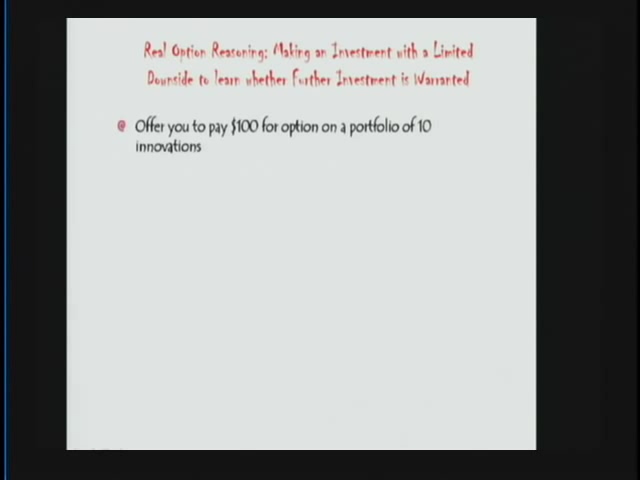 Real Option Reasoning: Making an Investment with a Limited
Downside to learn whether Further Investment is Warranted
@ Offer you to pay $100 for option on a portfolio of 10
innovations